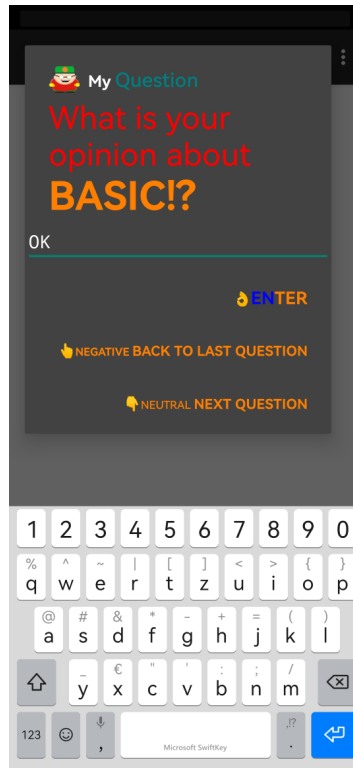 My Question
What is your
opinion about
BASIC!?
OK
👌ENTER
👆NEGATIVE BACK TO LAST QUESTION
👇NEUTRAL NEXT QUESTION
1 2 3 4 5 6 7 8 9 0
% ^ ~ | [ ] < > { }
q w e r t z u i o p
@ # & * - + = ( )
a s d f g h j k l
_ € " ' : ; /
y x c v b n m
,!?
123 , Microsoft SwiftKey .